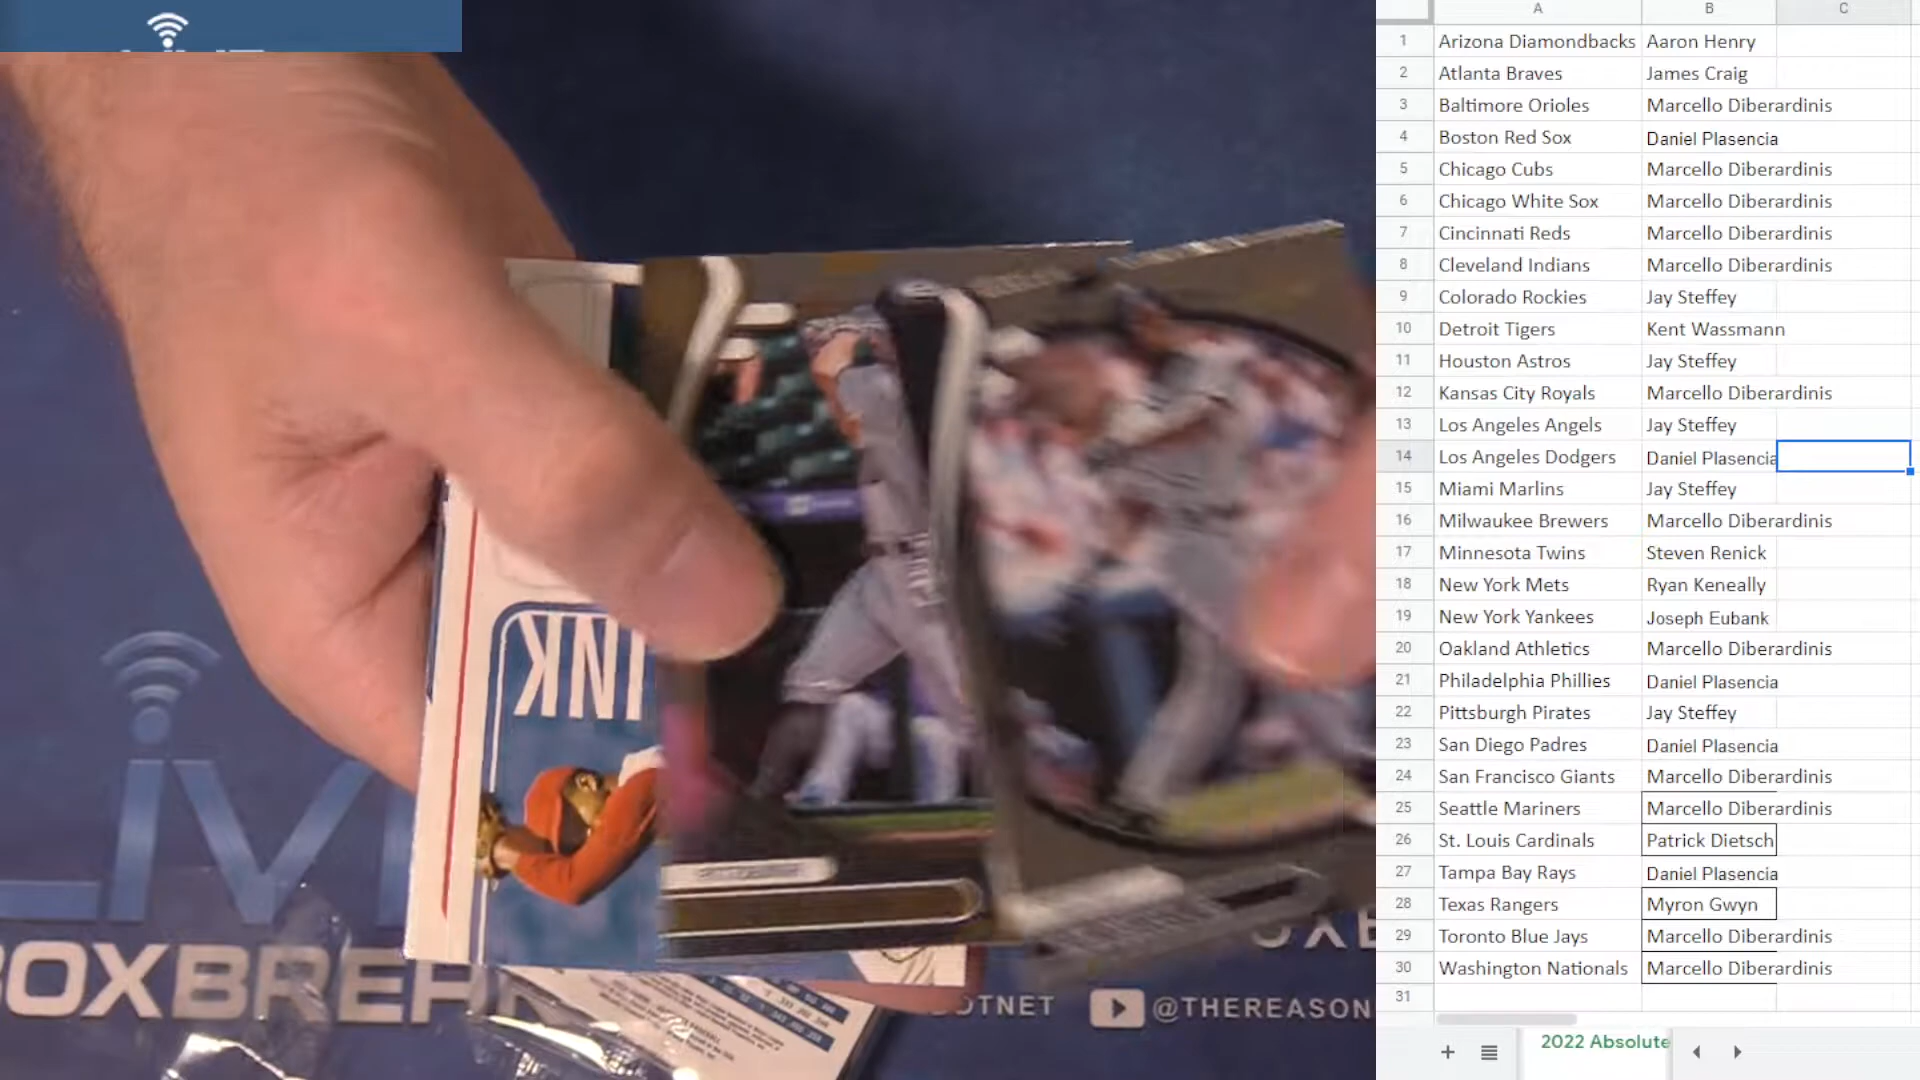 LIVE
BOXBREA
INK
DOTNET
@THEREASON
A B C
1 Arizona Diamondbacks Aaron Henry
2 Atlanta Braves James Craig
3 Baltimore Orioles Marcello Diberardinis
4 Boston Red Sox Daniel Plasencia
5 Chicago Cubs Marcello Diberardinis
6 Chicago White Sox Marcello Diberardinis
7 Cincinnati Reds Marcello Diberardinis
8 Cleveland Indians Marcello Diberardinis
9 Colorado Rockies Jay Steffey
10 Detroit Tigers Kent Wassmann
11 Houston Astros Jay Steffey
12 Kansas City Royals Marcello Diberardinis
13 Los Angeles Angels Jay Steffey
14 Los Angeles Dodgers Daniel Plasencia
15 Miami Marlins Jay Steffey
16 Milwaukee Brewers Marcello Diberardinis
17 Minnesota Twins Steven Renick
18 New York Mets Ryan Keneally
19 New York Yankees Joseph Eubank
20 Oakland Athletics Marcello Diberardinis
21 Philadelphia Phillies Daniel Plasencia
22 Pittsburgh Pirates Jay Steffey
23 San Diego Padres Daniel Plasencia
24 San Francisco Giants Marcello Diberardinis
25 Seattle Mariners Marcello Diberardinis
26 St. Louis Cardinals Patrick Dietsch
27 Tampa Bay Rays Daniel Plasencia
28 Texas Rangers Myron Gwyn
29 Toronto Blue Jays Marcello Diberardinis
30 Washington Nationals Marcello Diberardinis
31
2022 Absolute